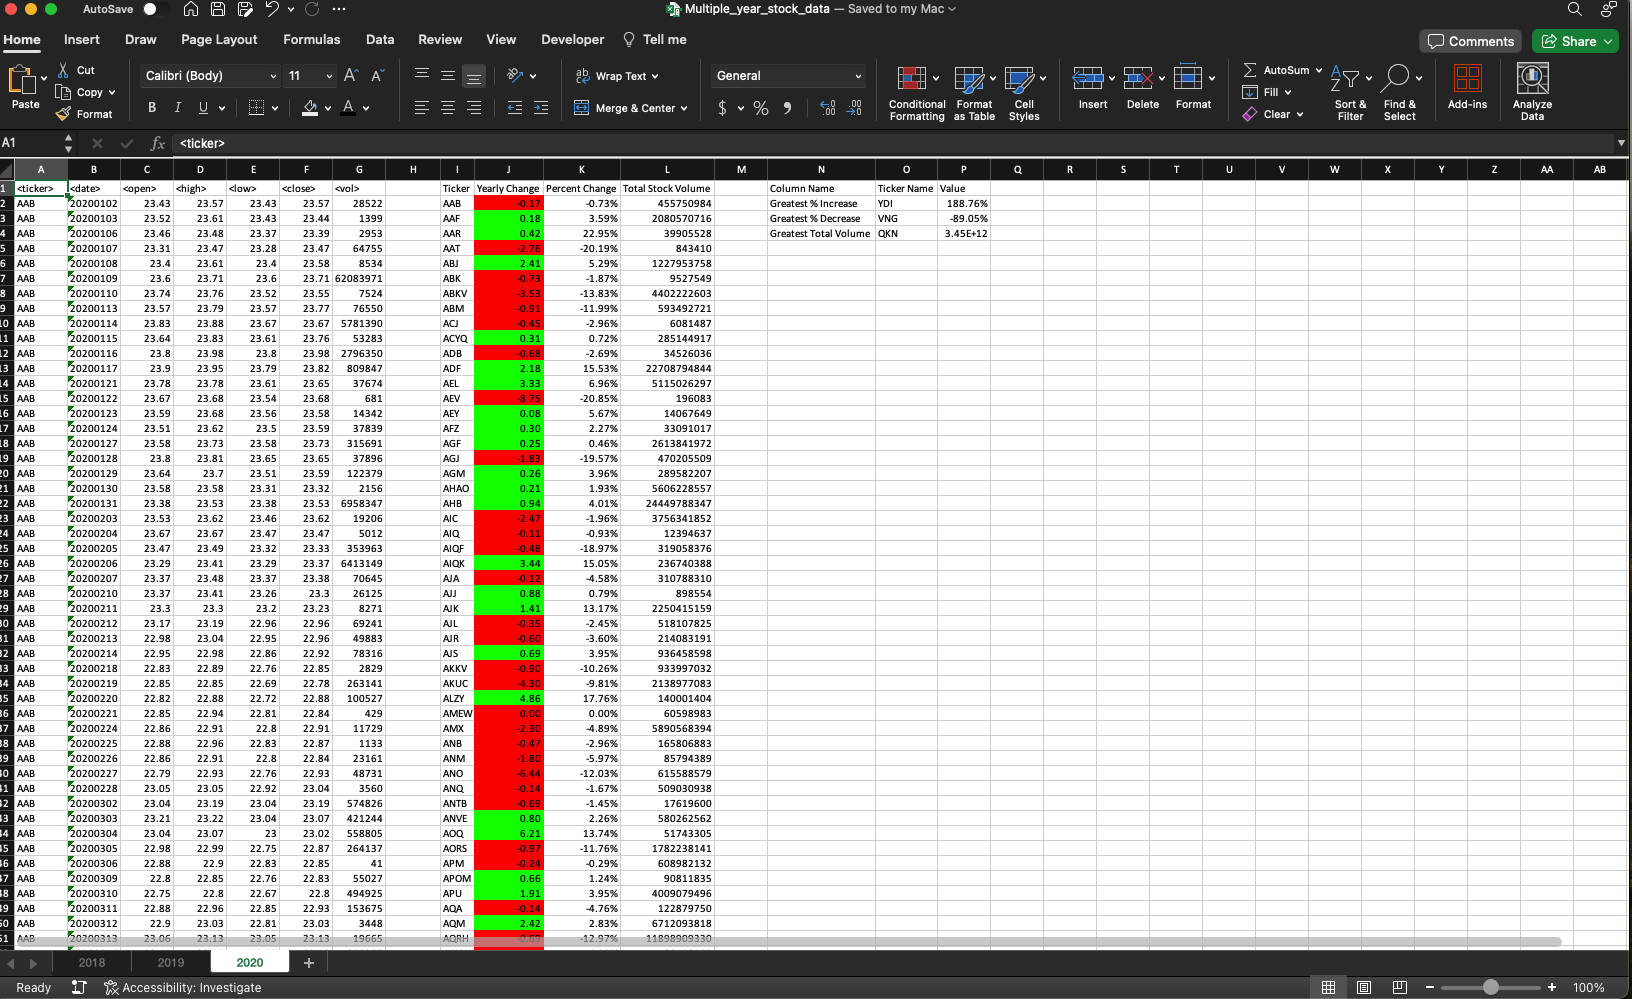 AutoSave
Multiple_year_stock_data — Saved to my Mac
Home Insert Draw Page Layout Formulas Data Review View Developer Tell me Comments Share
Paste Cut Copy Format
Calibri (Body) 11
B I U
Wrap Text
Merge & Center
General
$ %
Conditional Formatting Format as Table Cell Styles
Insert Delete Format
AutoSum Fill Clear
Sort & Filter Find & Select Add-ins Analyze Data
A1 fx <ticker>
A B C D E F G H I J K L M N O P Q R S T U V W X Y Z AA AB
1 <ticker> <date> <open> <high> <low> <close> <vol> Ticker Yearly Change Percent Change Total Stock Volume Column Name Ticker Name Value
2 AAB 20200102 23.43 23.57 23.43 23.57 28522 AAB -0.17 -0.73% 455750984 Greatest % Increase YDI 188.76%
3 AAB 20200103 23.52 23.61 23.43 23.44 1399 AAF 0.18 3.59% 2080570716 Greatest % Decrease VNG -89.05%
4 AAB 20200106 23.46 23.48 23.37 23.39 2953 AAR 0.42 22.95% 39905528 Greatest Total Volume QKN 3.45E+12
5 AAB 20200107 23.31 23.47 23.28 23.47 64755 AAT -2.76 -20.19% 843410
6 AAB 20200108 23.4 23.61 23.4 23.58 8534 ABJ 2.41 5.29% 1227953758
7 AAB 20200109 23.6 23.71 23.6 23.71 62083971 ABK -0.73 -1.87% 9527549
8 AAB 20200110 23.74 23.76 23.52 23.55 7524 ABKV -3.53 -13.83% 4402222603
9 AAB 20200113 23.57 23.79 23.57 23.77 76550 ABM -0.91 -11.99% 593492721
10 AAB 20200114 23.83 23.88 23.67 23.67 5781390 ACJ -0.45 -2.96% 6081487
11 AAB 20200115 23.64 23.83 23.61 23.76 53283 ACYQ 0.31 0.72% 285144917
12 AAB 20200116 23.8 23.98 23.8 23.98 2796350 ADB -0.68 -2.69% 34526036
13 AAB 20200117 23.9 23.95 23.79 23.82 809847 ADF 2.18 15.53% 22708794844
14 AAB 20200121 23.78 23.78 23.61 23.65 37674 AEL 3.33 6.96% 5115026297
15 AAB 20200122 23.67 23.68 23.54 23.68 681 AEV -8.75 -20.85% 196083
16 AAB 20200123 23.59 23.68 23.56 23.58 14342 AEY 0.08 5.67% 14067649
17 AAB 20200124 23.51 23.62 23.5 23.59 37839 AFZ 0.30 2.27% 33091017
18 AAB 20200127 23.58 23.73 23.58 23.73 315691 AGF 0.25 0.46% 2613841972
19 AAB 20200128 23.8 23.81 23.65 23.65 37896 AGJ -1.83 -19.57% 470205509
20 AAB 20200129 23.64 23.7 23.51 23.59 122379 AGM 0.26 3.96% 289582207
21 AAB 20200130 23.58 23.58 23.31 23.32 2156 AHAO 0.21 1.93% 5606228557
22 AAB 20200131 23.38 23.53 23.38 23.53 6958347 AHB 0.94 4.01% 2444978834​7
23 AAB 20200203 23.53 23.62 23.46 23.62 19206 AIC -2.47 -1.96% 3756341852
24 AAB 20200204 23.67 23.67 23.47 23.47 5012 AIQ -0.11 -0.93% 12394637
25 AAB 20200205 23.47 23.49 23.32 23.33 353963 AIQF -0.48 -18.97% 319058376
26 AAB 20200206 23.29 23.41 23.29 23.37 6413149 AIQK 3.44 15.05% 236740388
27 AAB 20200207 23.37 23.48 23.37 23.38 70645 AJA -0.12 -4.58% 310788310
28 AAB 20200210 23.37 23.41 23.26 23.3 26125 AJJ 0.88 0.79% 898554
29 AAB 20200211 23.3 23.3 23.2 23.23 8271 AJK 1.41 13.17% 2250415159
30 AAB 20200212 23.17 23.19 22.96 22.96 69241 AJL -0.35 -2.45% 518107825
31 AAB 20200213 22.98 23.04 22.95 22.96 49883 AJR -0.60 -3.60% 214083191
32 AAB 20200214 22.95 22.98 22.86 22.92 78316 AJS 0.69 3.95% 936458598
33 AAB 20200218 22.83 22.89 22.76 22.85 2829 AKKV -0.90 -10.26% 933997032
34 AAB 20200219 22.85 22.85 22.69 22.78 263141 AKUC -4.30 -9.81% 2138977083
35 AAB 20200220 22.82 22.88 22.72 22.88 100527 ALZY 4.86 17.76% 140001404
36 AAB 20200221 22.85 22.94 22.81 22.84 429 AMEW 0.00 0.00% 60598983
37 AAB 20200224 22.86 22.91 22.8 22.91 11729 AMX -2.30 -4.89% 5890568394
38 AAB 20200225 22.88 22.96 22.83 22.87 1133 ANB -0.47 -2.96% 165806883
39 AAB 20200226 22.86 22.91 22.8 22.84 23161 ANM -1.80 -5.97% 85794389
40 AAB 20200227 22.79 22.93 22.76 22.93 48731 ANO -6.44 -12.03% 615588579
41 AAB 20200228 23.05 23.05 22.92 23.04 3560 ANQ -0.14 -1.67% 509030938
42 AAB 20200302 23.04 23.19 23.04 23.19 574826 ANTB -0.69 -1.45% 17619600
43 AAB 20200303 23.21 23.22 23.04 23.07 421244 ANVE 0.80 2.26% 580262562
44 AAB 20200304 23.04 23.07 23 23.02 558805 AOQ 6.21 13.74% 51743305
45 AAB 20200305 22.98 22.99 22.75 22.87 264137 AORS -0.97 -11.76% 1782238141
46 AAB 20200306 22.88 22.9 22.83 22.85 41 APM -0.24 -0.29% 608982132
47 AAB 20200309 22.8 22.85 22.76 22.83 55027 APOM 0.66 1.24% 90811835
48 AAB 20200310 22.75 22.8 22.67 22.8 494925 APU 1.91 3.95% 4009079496
49 AAB 20200311 22.88 22.96 22.85 22.93 153675 AQA -0.14 -4.76% 122879750
50 AAB 20200312 22.9 23.03 22.81 23.03 3448 AQM 2.42 2.83% 6712093818
51 AAB 20200313 23.06 23.13 23.05 23.13 19665 AQRH -0.69 -12.97% 11898909330
2018 2019 2020 +
Ready Accessibility: Investigate 100%